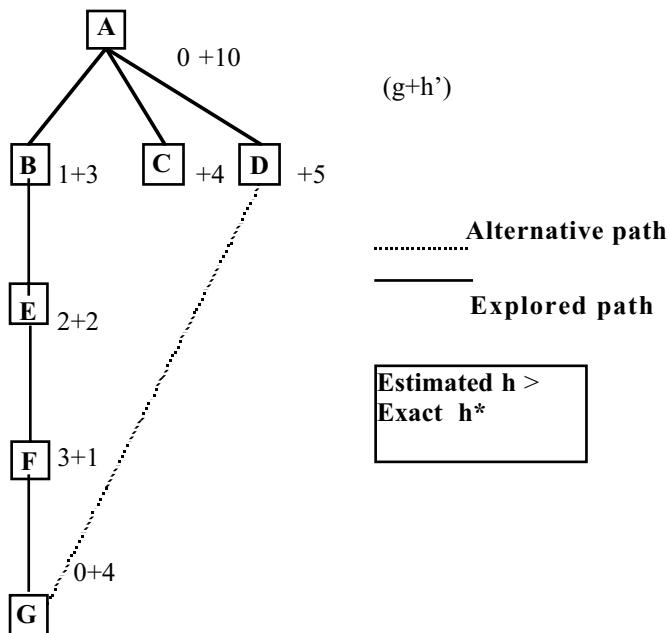 A
0 +10
(g+h’)
B
1+3
C
+4
D
+5
Alternative path
Explored path
E
2+2
Estimated h >
Exact h*
F
3+1
0+4
G